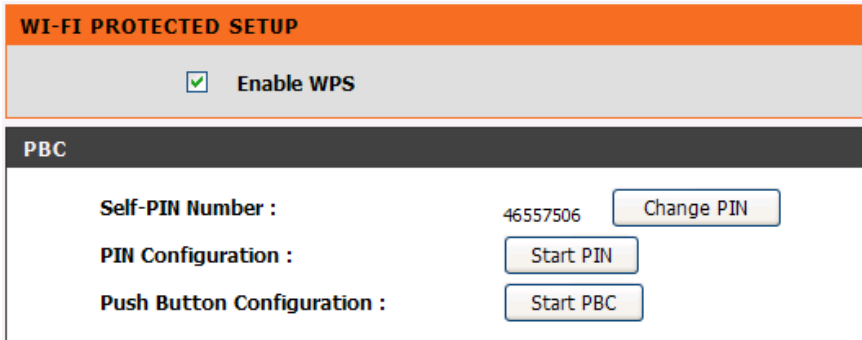 WI-FI PROTECTED SETUP
Enable WPS
PBC
Self-PIN Number : 46557506 Change PIN
PIN Configuration : Start PIN
Push Button Configuration : Start PBC